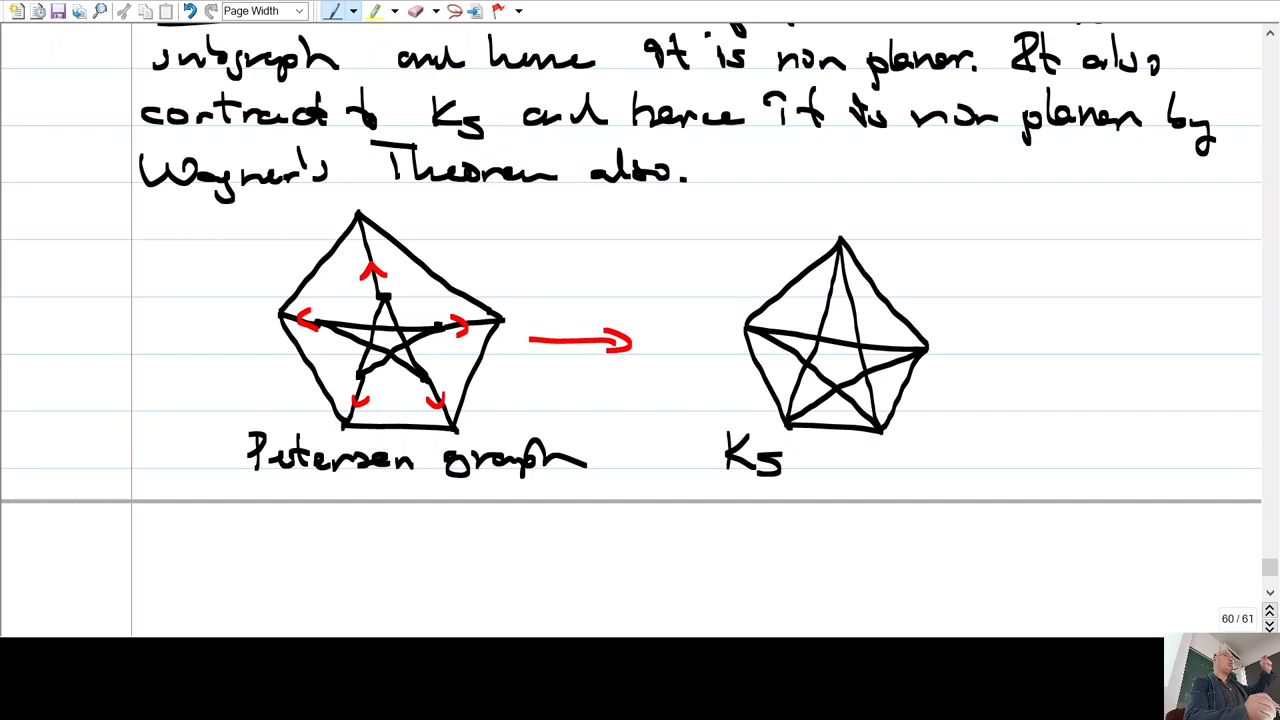 Page Width
subgraph and hence it is non planar. It also
contract to K5 and hence it is non planar by
Wagner's Theorem also.
Petersen graph
K5
60 / 61